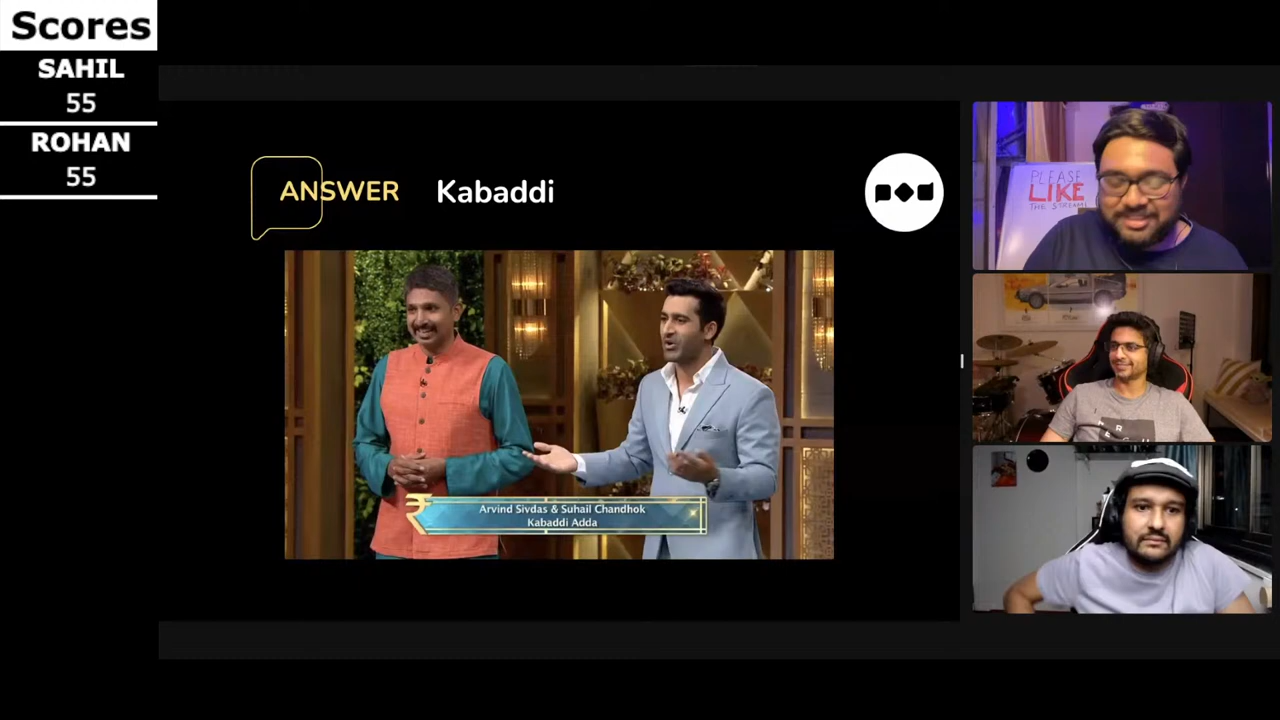 Scores
SAHIL
55
ROHAN
55
ANSWER Kabaddi
Arvind Sivdas & Suhail Chandhok
Kabaddi Adda
PLEASE
LIKE
THE STREAM